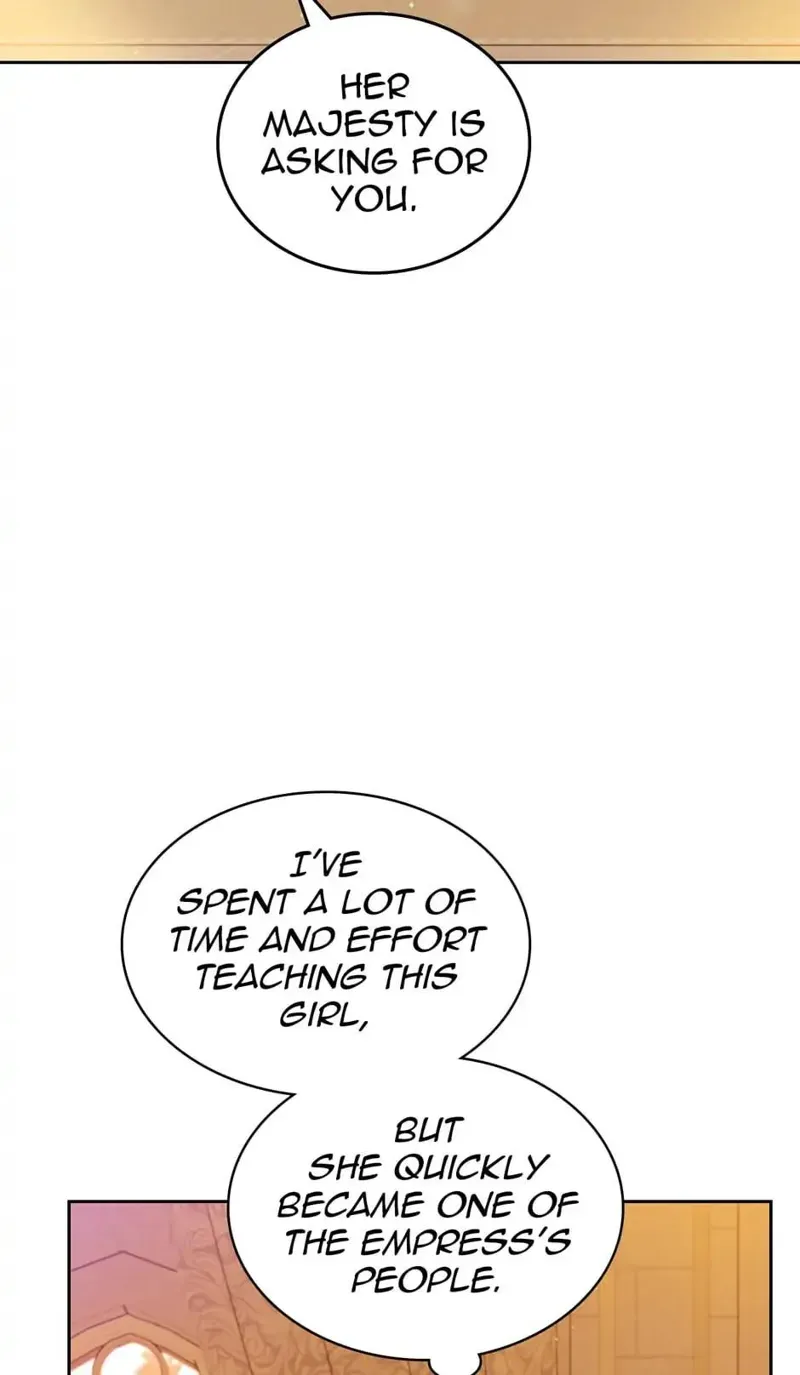 HER
MAJESTY IS
ASKING FOR
YOU.
I'VE
SPENT A LOT OF
TIME AND EFFORT
TEACHING THIS
GIRL,
BUT
SHE QUICKLY
BECAME ONE OF
THE EMPRESS'S
PEOPLE.